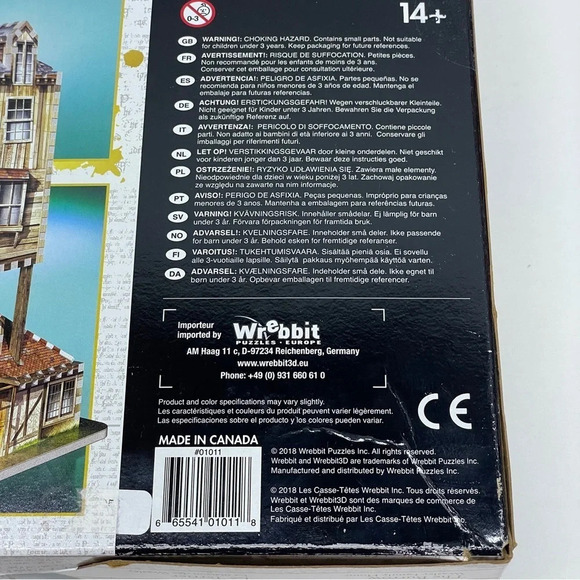 14+
0-3
GB WARNING!: CHOKING HAZARD. Contains small parts. Not suitable
for children under 3 years. Keep packaging for future references.
FR AVERTISSEMENT!: RISQUE DE SUFFOCATION. Petites pièces.
Non recommandé pour les enfants de moins de 3 ans.
Conserver cet emballage pour consultation ultérieure.
ES ADVERTENCIA!: PELIGRO DE ASFIXIA. Partes pequeñas. No se
recomienda para niños menores de 3 años de edad. Mantenga el
embalaje para futuras referencias.
DE ACHTUNG! ERSTICKUNGSGEFAHR! Wegen verschluckbarer Kleinteile.
Nicht geeignet für Kinder unter 3 Jahren. Bewahren Sie die Verpackung als
zukünftige Referenz auf.
IT AVVERTENZA!: PERICOLO DI SOFFOCAMENTO. Contiene piccole
parti. Non adatto ai bambini di età inferiore ai 3 anni. Conservare gli
imballaggi per future referenze.
NL LET OP! VERSTIKKINGSGEVAAR door kleine onderdelen. Niet geschikt
voor kinderen jonger dan 3 jaar. Bewaar deze instructies goed.
PL OSTRZEŻENIE!: RYZYKO UDŁAWIENIA SIĘ. Zawiera małe elementy.
Nieodpowiednie dla dzieci w wieku poniżej 3 lat. Zachowaj opakowanie
ze względu na zawarte na nim informacje.
PT AVISO!: PERIGO DE ASFIXIA. Peças pequenas. Impróprio para crianças
menores de 3 anos. Mantenha a embalagem para referências futuras.
SV VARNING! KVÄVNINGSRISK. Innehåller smådelar. Ej lämplig för barn
under 3 år. Förvara förpackningen för framtida bruk.
NO ADVARSEL!: KVELNINGSFARE. Inneholder små deler. Ikke passende
for barn under 3 år. Behold esken for fremtidige referanser.
FI VAROITUS!: TUKEHTUMISVAARA. Sisältää pieniä osia. Ei sovellu
alle 3-vuotiaille lapsille. Säilytä pakkaus myöhempää käyttöä varten.
DA ADVARSEL: KVÆLNINGSFARE. Indeholder små dele. Ikke egnet til
børn under 3 år. Opbevar emballagen til fremtidige referencer.
Importeur
imported by
Wrebbit
PUZZLES • EUROPE
AM Haag 11 c, D-97234 Reichenberg, Germany
www.wrebbit3d.eu
Phone: +49 (0) 931 660 61 0
Product and color specifications may vary slightly.
Les caractéristiques et couleurs du produit peuvent varier légèrement.
Las especificaciones sobre el producto y los colores pueden variar.
CE
MADE IN CANADA
#01011
6 65541 01011 8
© 2018 Wrebbit Puzzles Inc. All rights reserved.
Wrebbit and Wrebbit3D are trademarks of Wrebbit Puzzles Inc.
Manufactured and distributed by Wrebbit Puzzles Inc.
© 2018 Les Casse-Têtes Wrebbit Inc. Tous droits réservés.
Wrebbit et Wrebbit3D sont des marques de commerce de
Les Casse-Têtes Wrebbit Inc.
Fabriqué et distribué par Les Casse-Têtes Wrebbit Inc.